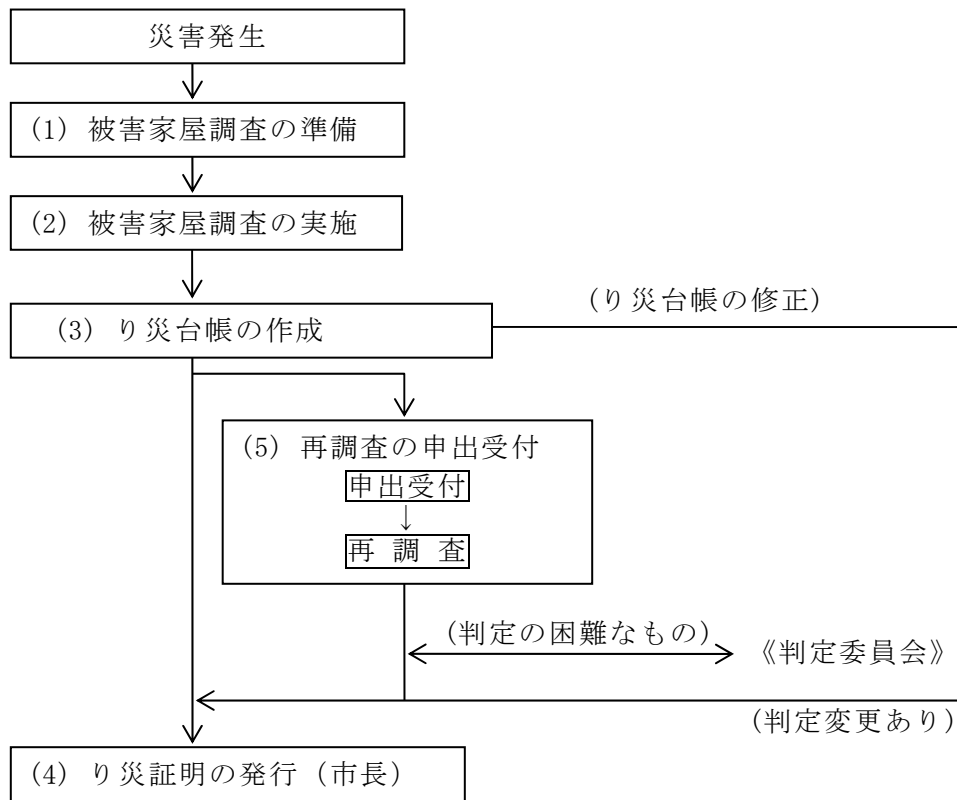 災害発生
(1) 被害家屋調査の準備
(2) 被害家屋調査の実施
(り災台帳の修正)
(3) り災台帳の作成
(5) 再調査の申出受付
申出受付
↓
再 調 査
(判定の困難なもの)
《判定委員会》
(判定変更あり)
(4) り災証明の発行（市長）